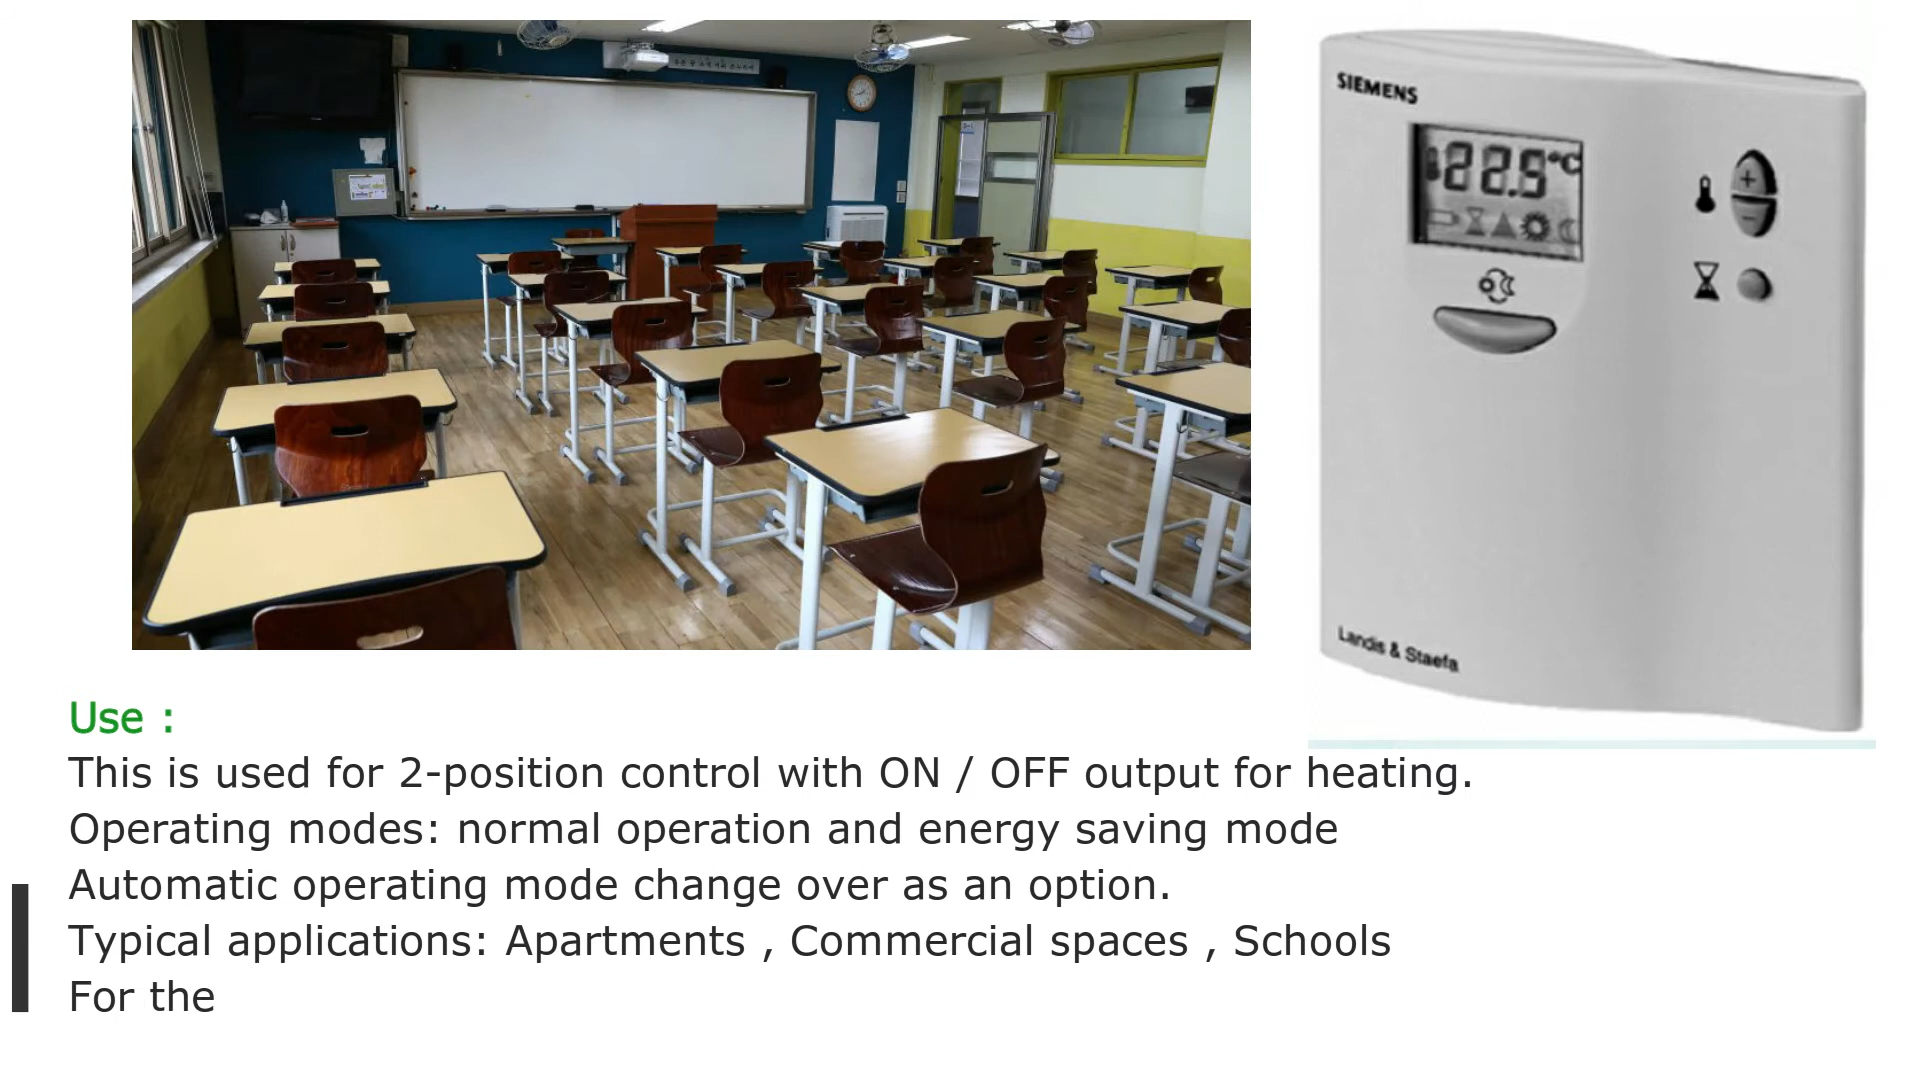 SIEMENS
22.5°C
Landis & Staefa
Use :
This is used for 2-position control with ON / OFF output for heating.
Operating modes: normal operation and energy saving mode
Automatic operating mode change over as an option.
Typical applications: Apartments , Commercial spaces , Schools
For the